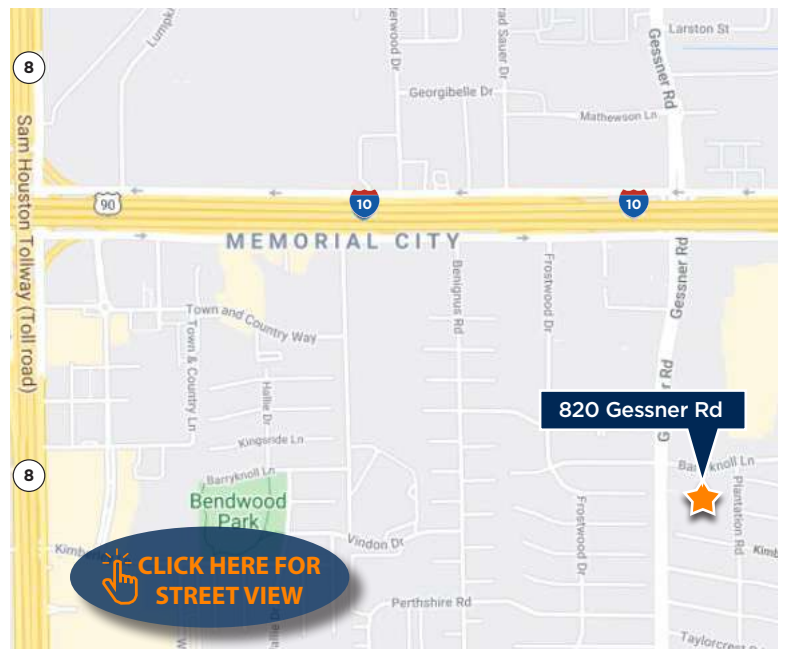 Larston St
Gessner Rd
8
Georgibelle Dr
Mathewson Ln
Sam Houston Tollway (Toll road)
90
10
10
MEMORIAL CITY
Gessner Rd
Benignus Rd
Frostwood Dr
Town and Country Way
Town & Country Ln
Hallie Dr
Rd
820 Gessner Rd
Kingsride Ln
8
Barryknoll Ln
knoll Ln
Plantation Rd
Bendwood
Park
Frostwood Dr
Vindon Dr
CLICK HERE FOR
STREET VIEW
Perthshire Rd